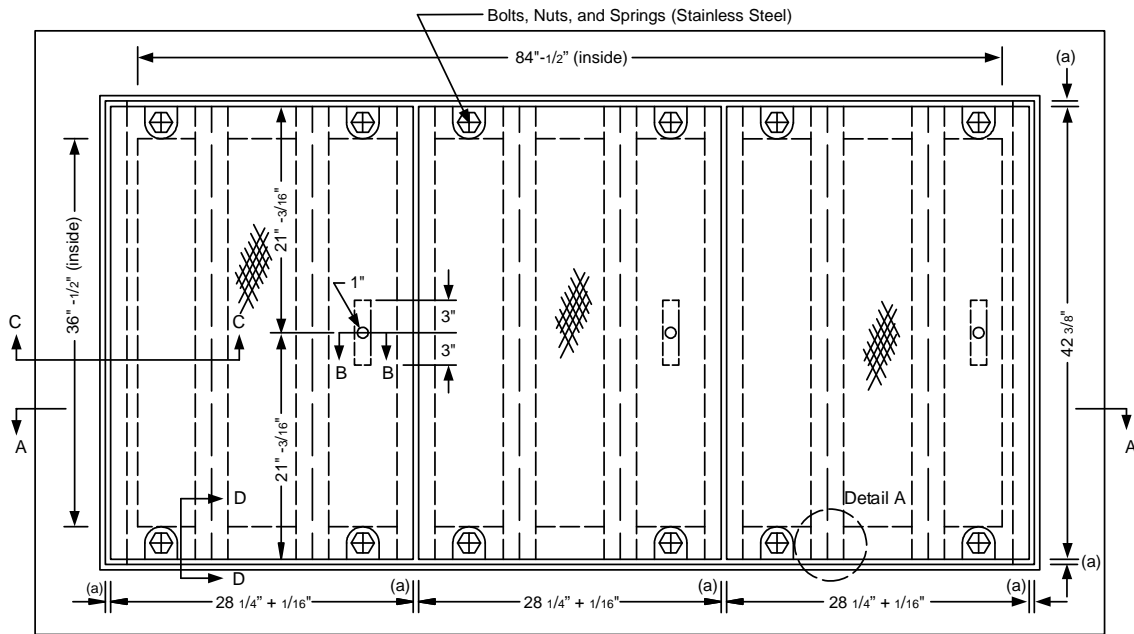 Bolts, Nuts, and Springs (Stainless Steel)
84"-1/2" (inside)
(a)
36" -1/2" (inside)
21" -3/16"
1"
3"
3"
C
C
B
B
42 3/8"
A
A
21" -3/16"
D
D
Detail A
(a)
(a)
(a)
(a)
(a)
28 1/4" + 1/16"
28 1/4" + 1/16"
28 1/4" + 1/16"